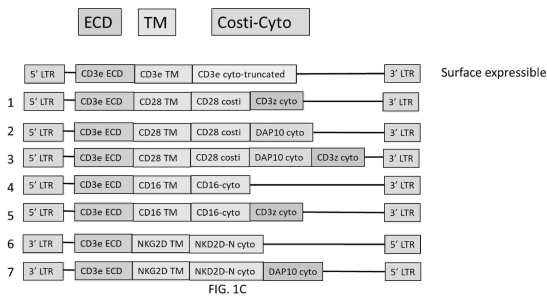 ECD TM Costi-Cyto
5' LTR CD3e ECD CD3e TM CD3e cyto-truncated 3' LTR Surface expressible
1 5' LTR CD3e ECD CD28 TM CD28 costi CD3z cyto 3' LTR
2 5' LTR CD3e ECD CD28 TM CD28 costi DAP10 cyto 3' LTR
3 5' LTR CD3e ECD CD28 TM CD28 costi DAP10 cyto CD3z cyto 3' LTR
4 5' LTR CD3e ECD CD16 TM CD16-cyto 3' LTR
5 5' LTR CD3e ECD CD16 TM CD16-cyto CD3z cyto 3' LTR
6 3' LTR CD3e ECD NKG2D TM NKD2D-N cyto 5' LTR
7 3' LTR CD3e ECD NKG2D TM NKD2D-N cyto DAP10 cyto 5' LTR
FIG. 1C